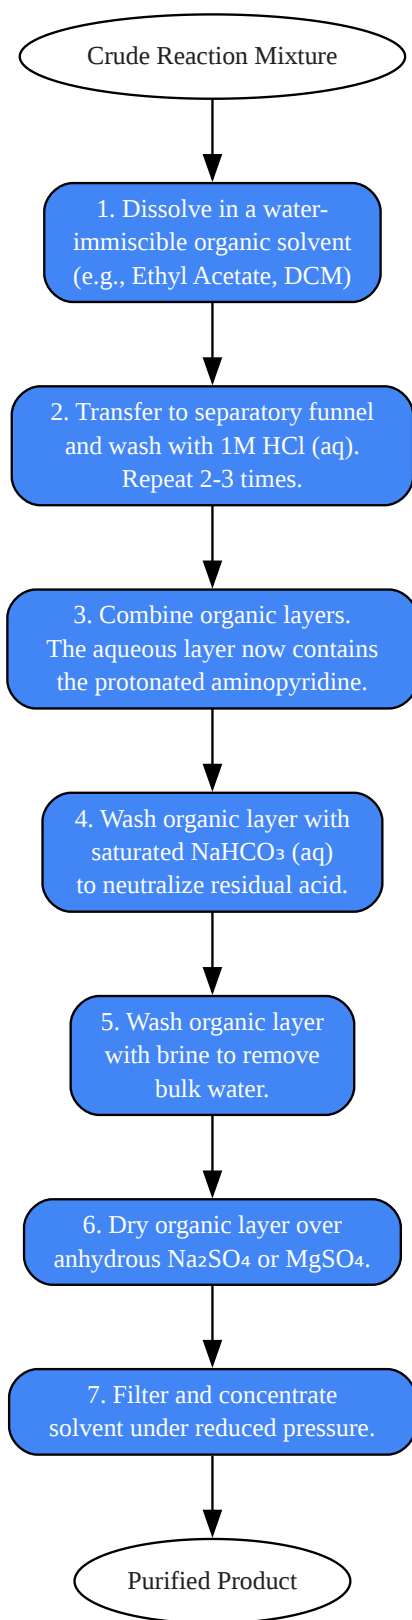 Crude Reaction Mixture
1. Dissolve in a water-
immiscible organic solvent
(e.g., Ethyl Acetate, DCM)
2. Transfer to separatory funnel
and wash with 1M HCl (aq).
Repeat 2-3 times.
3. Combine organic layers.
The aqueous layer now contains
the protonated aminopyridine.
4. Wash organic layer with
saturated NaHCO₃ (aq)
to neutralize residual acid.
5. Wash organic layer
with brine to remove
bulk water.
6. Dry organic layer over
anhydrous Na₂SO₄ or MgSO₄.
7. Filter and concentrate
solvent under reduced pressure.
Purified Product